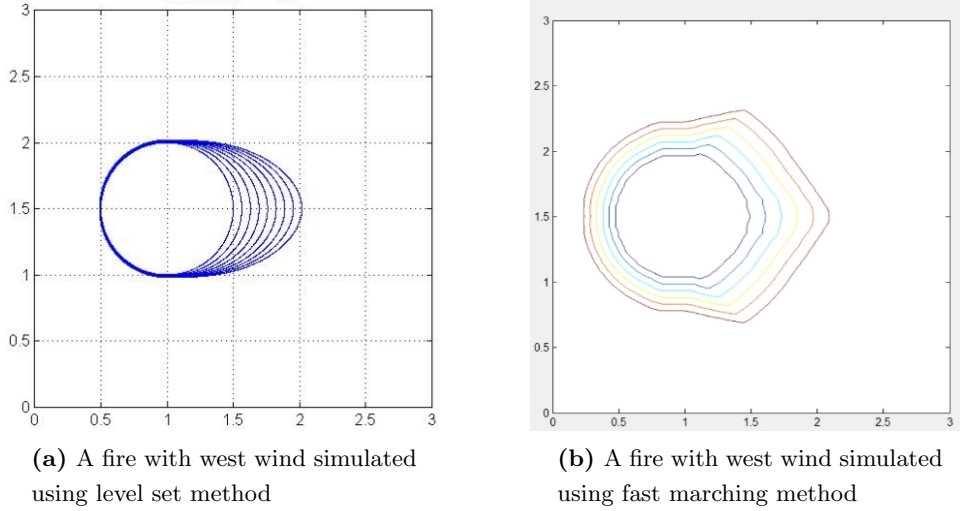 3
2.5
2
1.5
1
0.5
0
0 0.5 1 1.5 2 2.5 3
(a) A fire with west wind simulated
using level set method
3
2.5
2
1.5
1
0.5
0
0 0.5 1 1.5 2 2.5 3
(b) A fire with west wind simulated
using fast marching method